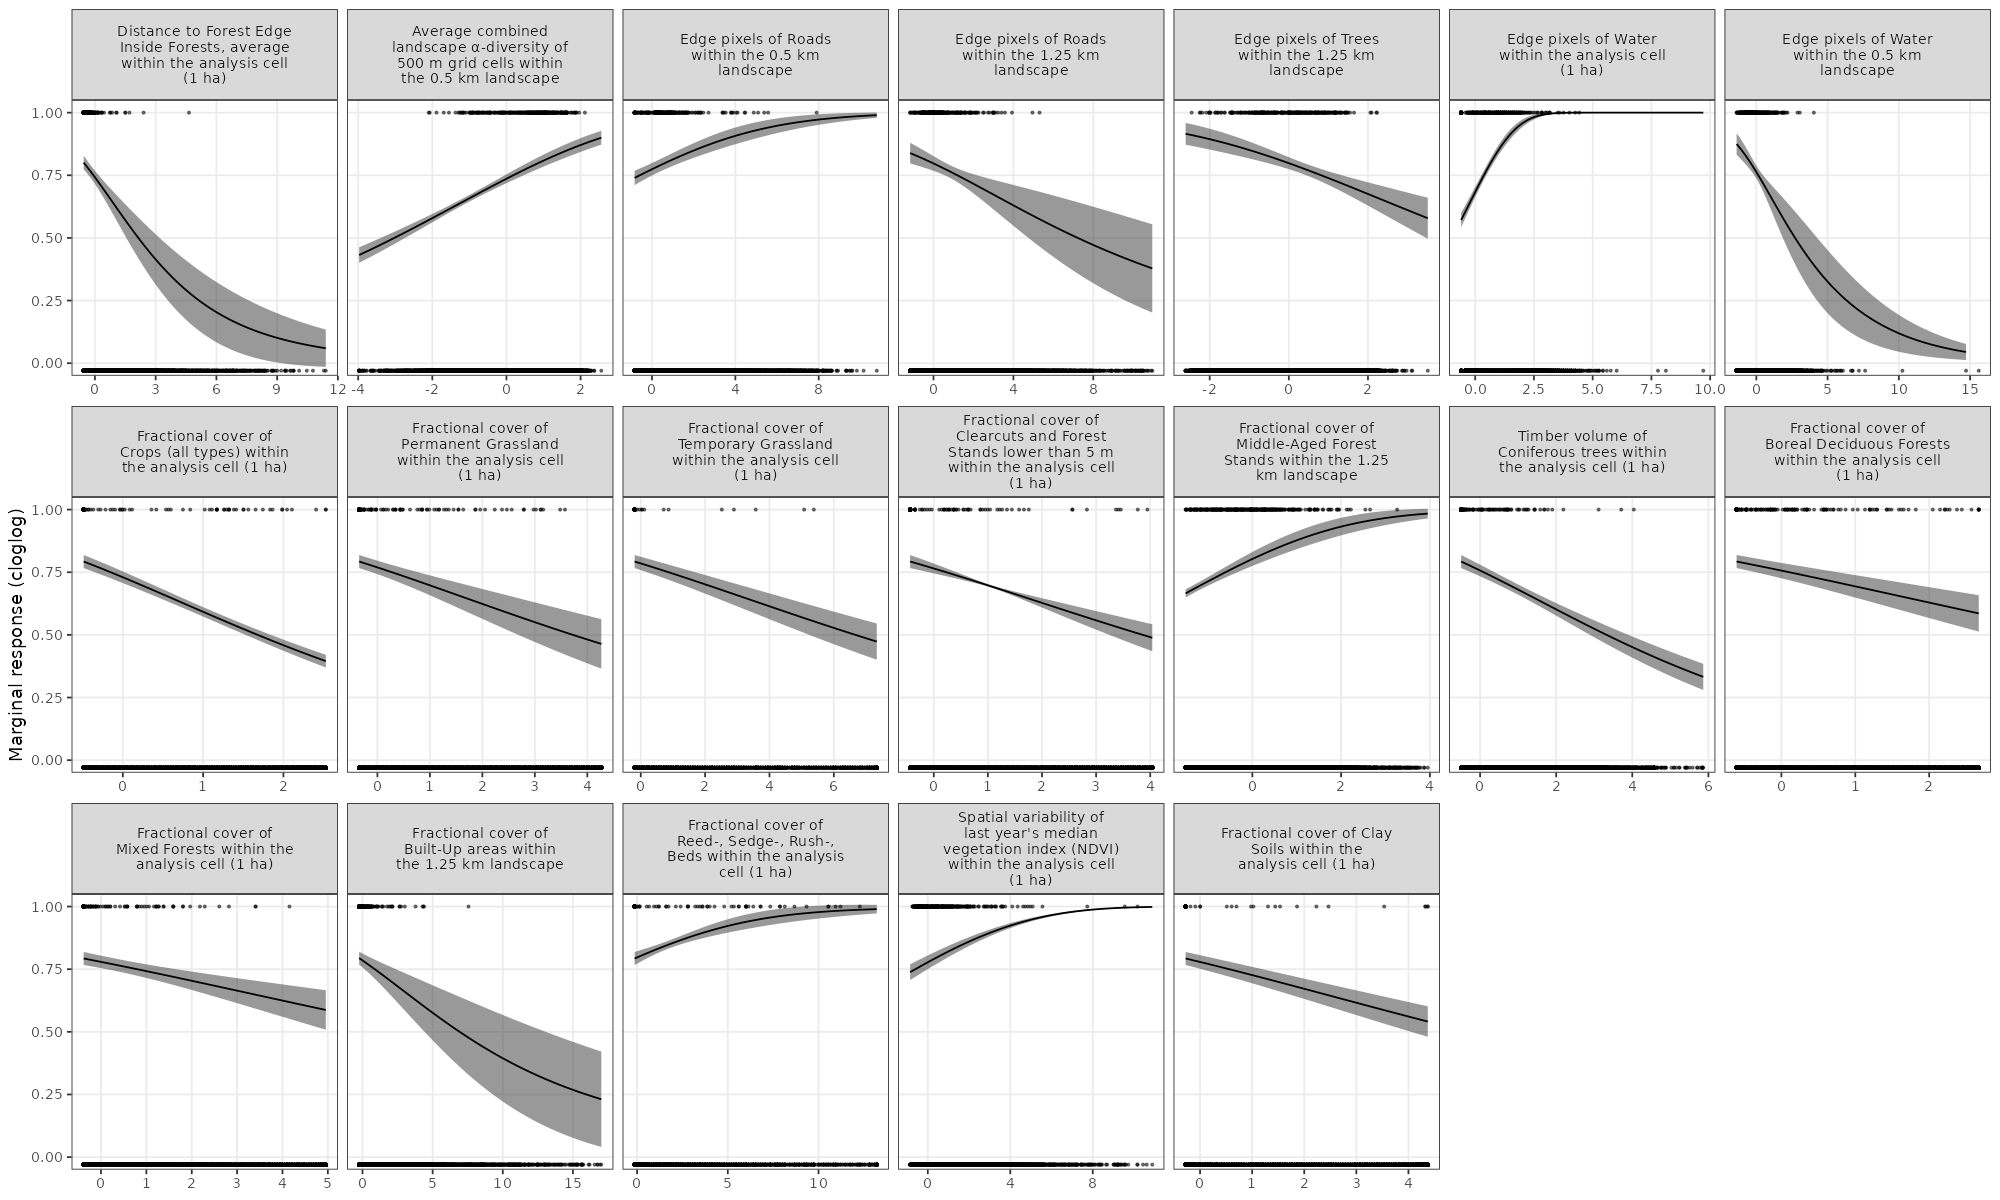 Distance to Forest Edge
Inside Forests, average
within the analysis cell
(1 ha)
Average combined
landscape α-diversity of
500 m grid cells within
the 0.5 km landscape
Edge pixels of Roads
within the 0.5 km
landscape
Edge pixels of Roads
within the 1.25 km
landscape
Edge pixels of Trees
within the 1.25 km
landscape
Edge pixels of Water
within the analysis cell
(1 ha)
Edge pixels of Water
within the 0.5 km
landscape
1.00
0.75
0.50
0.25
0.00
0 3 6 9 12
-4 -2 0 2
0 4 8
0 4 8
-2 0 2
0.0 2.5 5.0 7.5 10.0
0 5 10 15
Marginal response (cloglog)
Fractional cover of
Crops (all types) within
the analysis cell (1 ha)
Fractional cover of
Permanent Grassland
within the analysis cell
(1 ha)
Fractional cover of
Temporary Grassland
within the analysis cell
(1 ha)
Fractional cover of
Clearcuts and Forest
Stands lower than 5 m
within the analysis cell
(1 ha)
Fractional cover of
Middle-Aged Forest
Stands within the 1.25
km landscape
Timber volume of
Coniferous trees within
the analysis cell (1 ha)
Fractional cover of
Boreal Deciduous Forests
within the analysis cell
(1 ha)
1.00
0.75
0.50
0.25
0.00
0 1 2
0 1 2 3 4
0 2 4 6
0 1 2 3 4
0 2 4
0 2 4 6
0 1 2
Fractional cover of
Mixed Forests within the
analysis cell (1 ha)
Fractional cover of
Built-Up areas within
the 1.25 km landscape
Fractional cover of
Reed-, Sedge-, Rush-,
Beds within the analysis
cell (1 ha)
Spatial variability of
last year's median
vegetation index (NDVI)
within the analysis cell
(1 ha)
Fractional cover of Clay
Soils within the
analysis cell (1 ha)
1.00
0.75
0.50
0.25
0.00
0 1 2 3 4 5
0 5 10 15
0 5 10
0 4 8
0 1 2 3 4